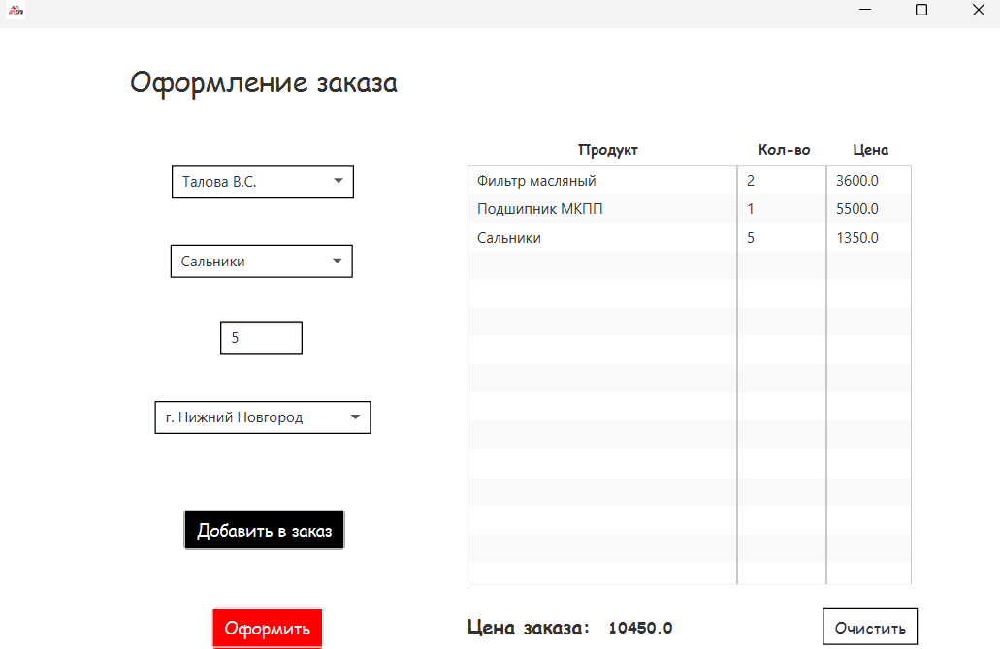 Оформление заказа
Продукт Кол-во Цена
Талова В.С.
Фильтр масляный 2 3600.0
Подшипник МКПП 1 5500.0
Сальники 5 1350.0
Сальники
5
г. Нижний Новгород
Добавить в заказ
Оформить
Цена заказа: 10450.0
Очистить